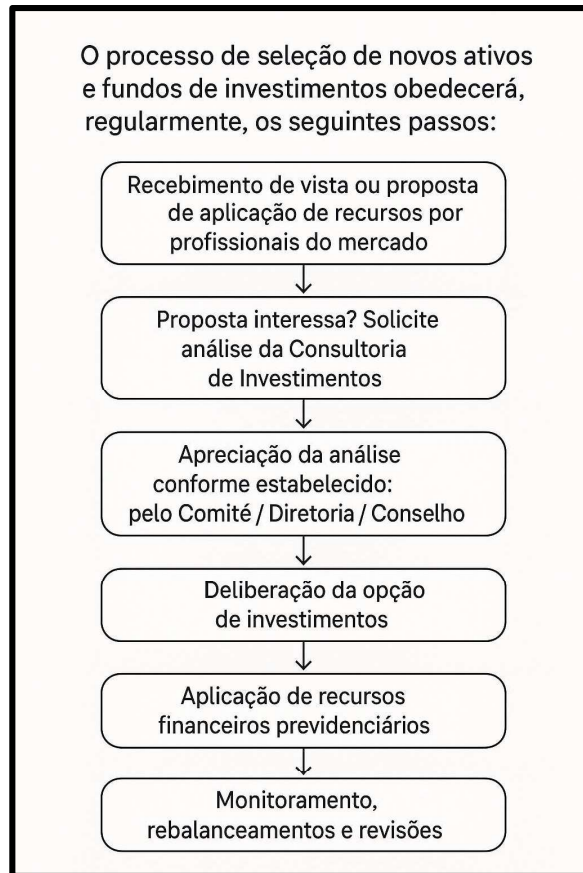 O processo de seleção de novos ativos
e fundos de investimentos obedecerá,
regularmente, os seguintes passos:
Recebimento de vista ou proposta
de aplicação de recursos por
profissionais do mercado
Proposta interessa? Solicite
análise da Consultoria
de Investimentos
Apreciação da análise
conforme estabelecido:
pelo Comité / Diretoria / Conselho
Deliberação da opção
de investimentos
Aplicação de recursos
financeiros previdenciários
Monitoramento,
rebalanceamentos e revisões